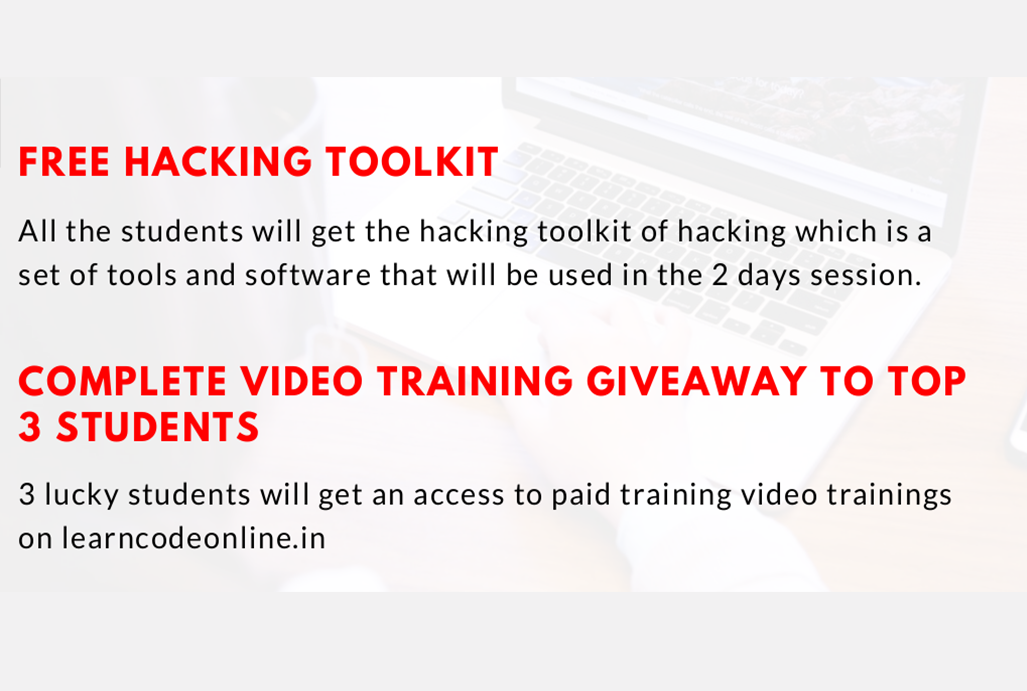 FREE HACKING TOOLKIT
All the students will get the hacking toolkit of hacking which is a
set of tools and software that will be used in the 2 days session.
COMPLETE VIDEO TRAINING GIVEAWAY TO TOP
3 STUDENTS
3 lucky students will get an access to paid training video trainings
on learncodeonline.in